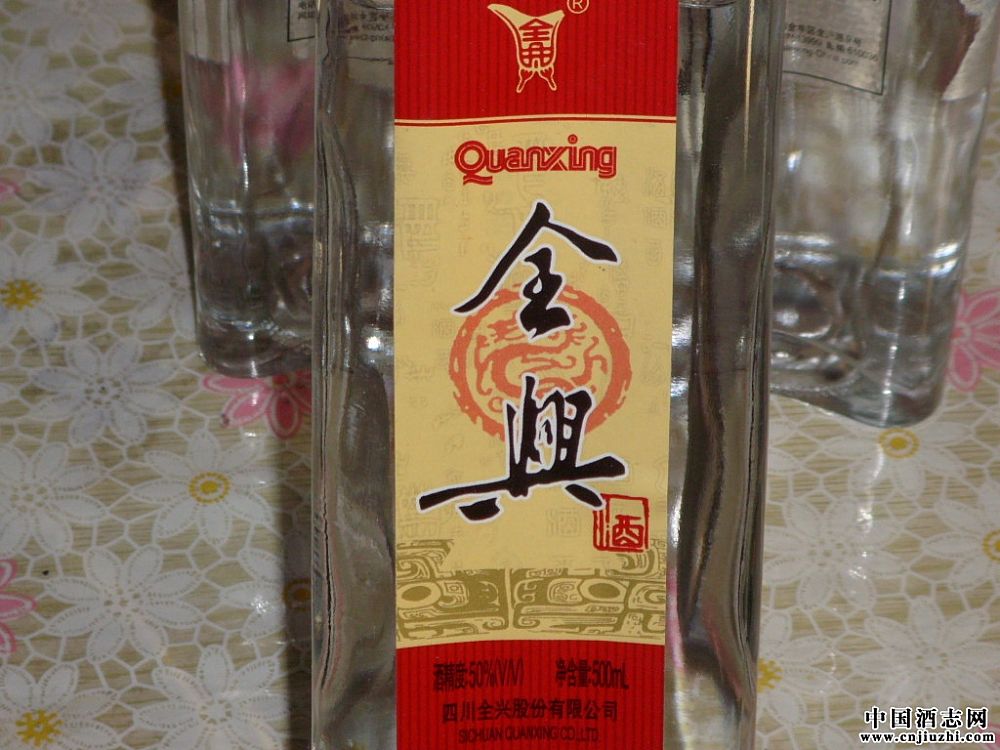 ®
Quanxing
全
興
酒
酒精度:50%(V/V) 净含量:500mL
四川全兴股份有限公司
SICHUAN QUANXING CO.,LTD.
中国酒志网
www.cnjiuzhi.com